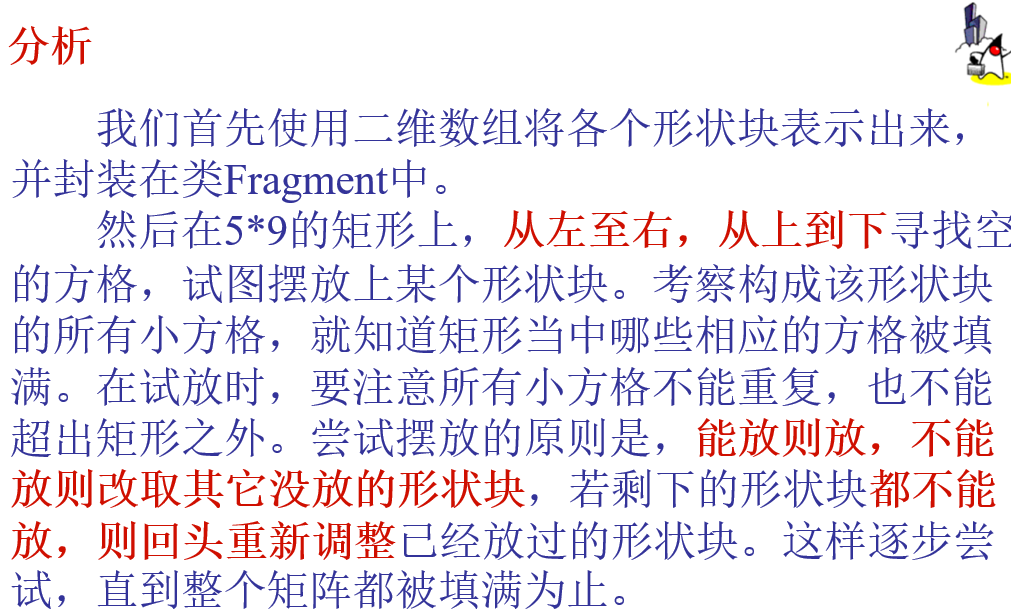 分析
我们首先使用二维数组将各个形状块表示出来，
并封装在类Fragment中。
然后在5*9的矩形上，从左至右，从上到下寻找空
的方格，试图摆放上某个形状块。考察构成该形状块
的所有小方格，就知道矩形当中哪些相应的方格被填
满。在试放时，要注意所有小方格不能重复，也不能
超出矩形之外。尝试摆放的原则是，能放则放，不能
放则改取其它没放的形状块，若剩下的形状块都不能
放，则回头重新调整已经放过的形状块。这样逐步尝
试，直到整个矩阵都被填满为止。